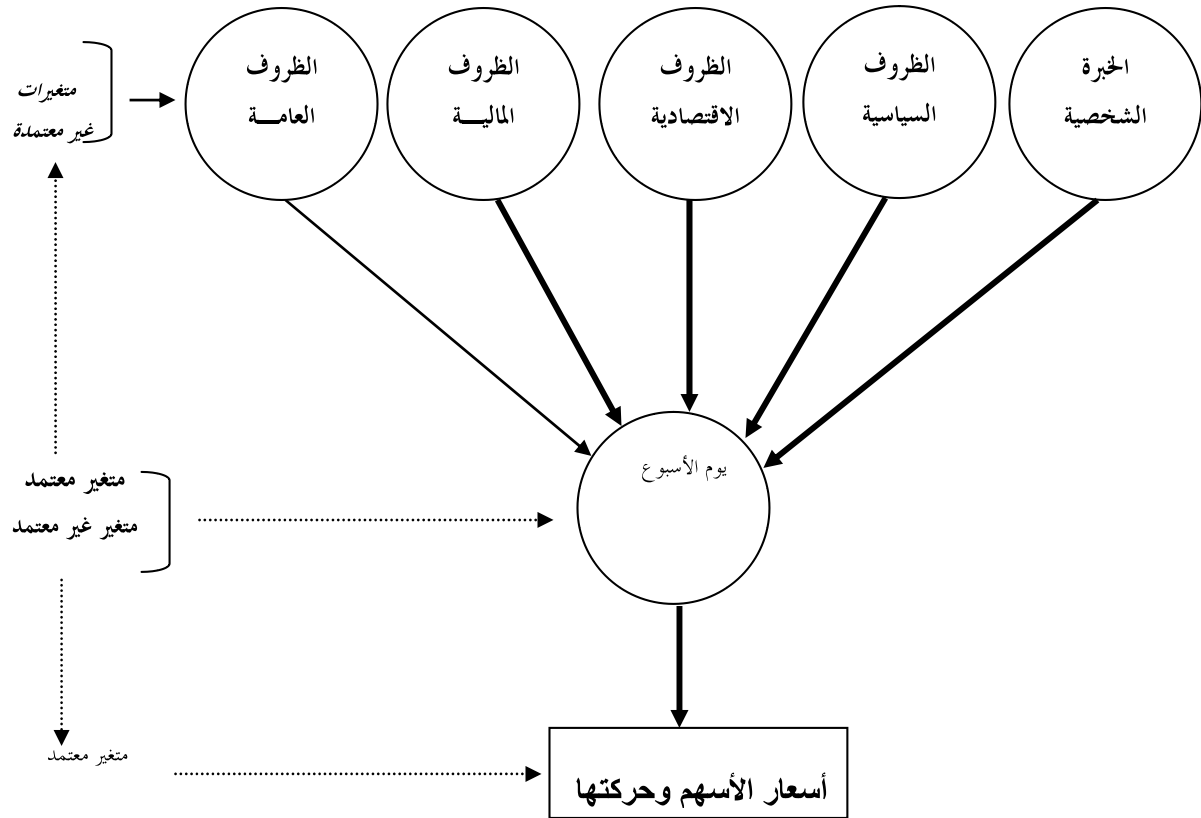 الخبرة
الشخصية
الظروف
السياسية
الظروف
الاقتصادية
الظروف
الماليـــة
الظروف
العامـــة
متغيرات
غير معتمدة
يوم الأسبوع
متغير معتمد
متغير غير معتمد
متغير معتمد
أسعار الأسهم وحركتها